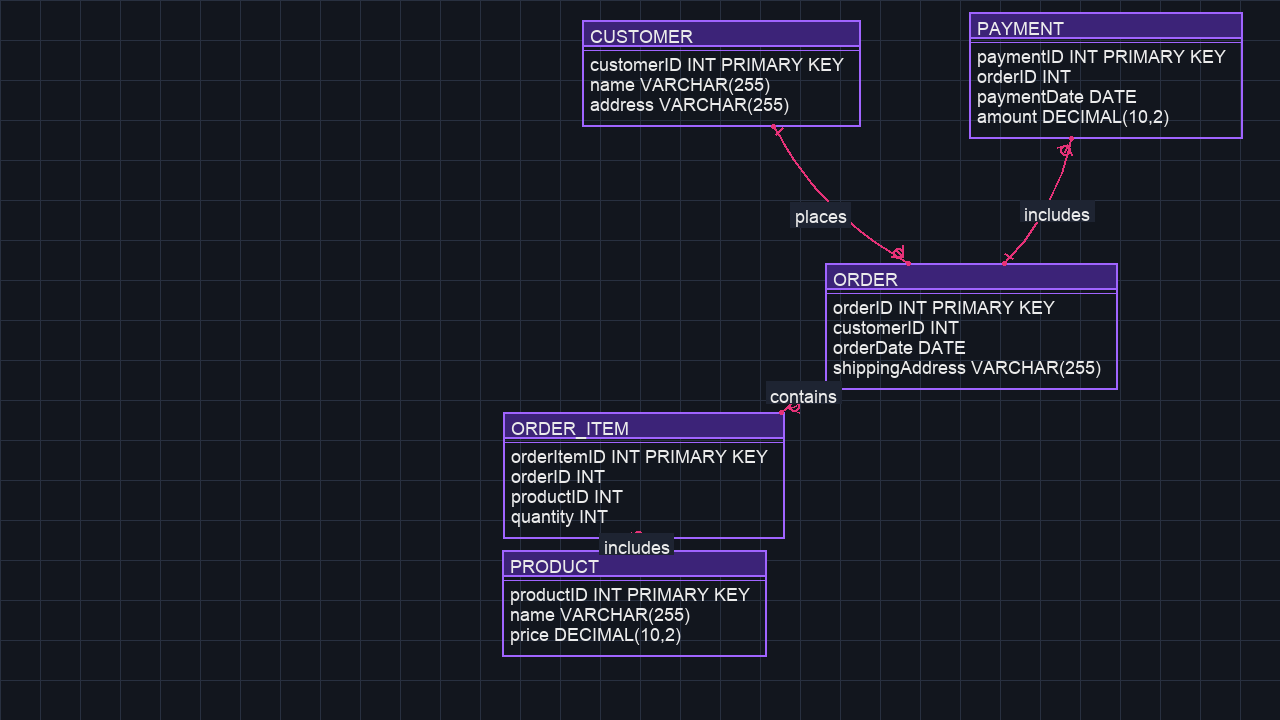 CUSTOMER
customerID INT PRIMARY KEY
name VARCHAR(255)
address VARCHAR(255)
PAYMENT
paymentID INT PRIMARY KEY
orderID INT
paymentDate DATE
amount DECIMAL(10,2)
places
includes
ORDER
orderID INT PRIMARY KEY
customerID INT
orderDate DATE
shippingAddress VARCHAR(255)
contains
ORDER_ITEM
orderItemID INT PRIMARY KEY
orderID INT
productID INT
quantity INT
includes
PRODUCT
productID INT PRIMARY KEY
name VARCHAR(255)
price DECIMAL(10,2)